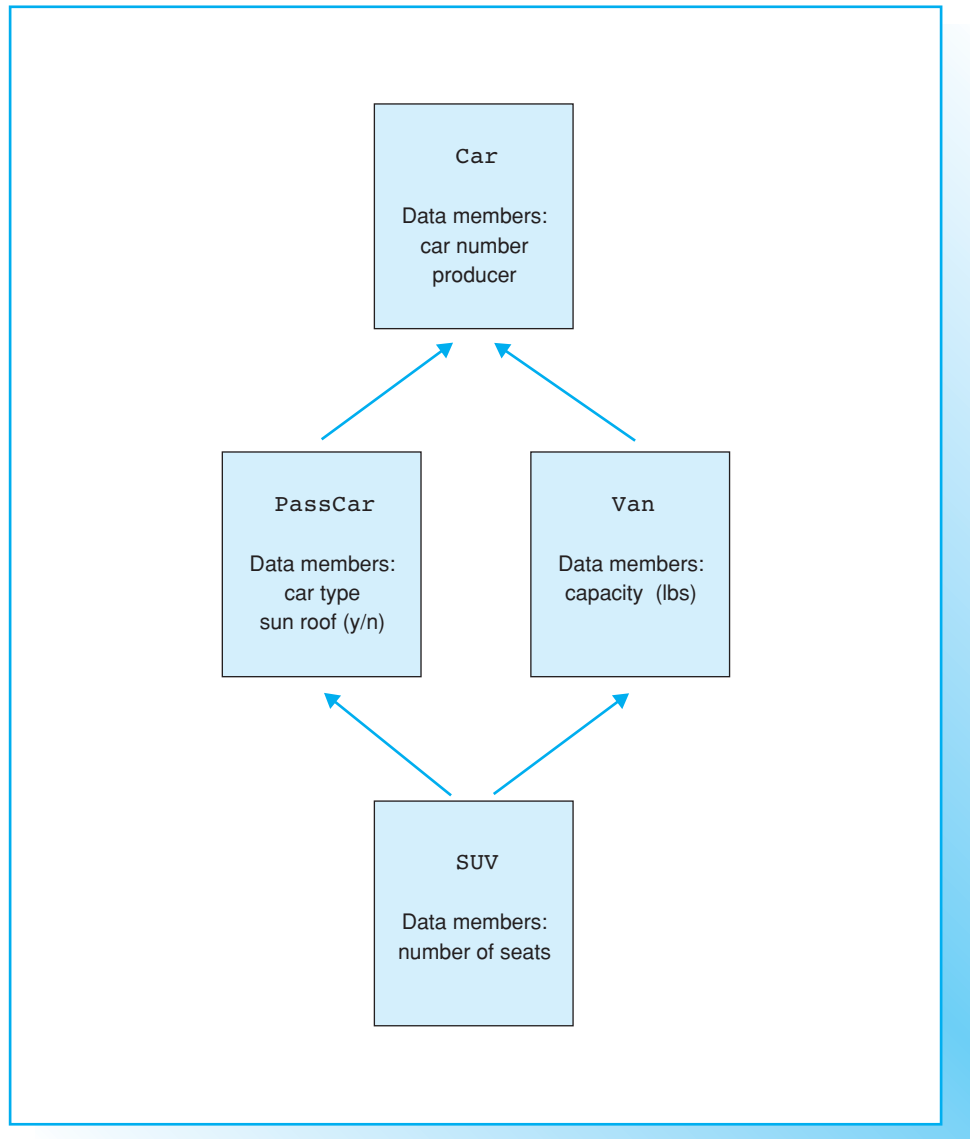 Car
Data members:
car number
producer
PassCar
Data members:
car type
sun roof (y/n)
Van
Data members:
capacity (lbs)
SUV
Data members:
number of seats